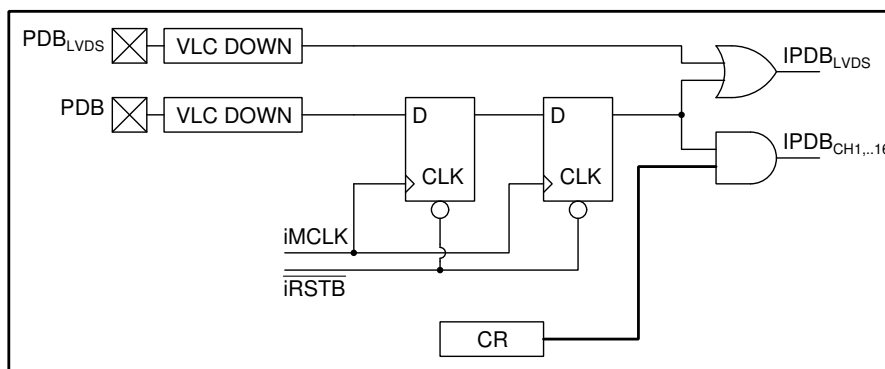 PDBLVDS VLC DOWN IPDBLVDS
PDB VLC DOWN D D
IPDBCH1,..16
CLK CLK
iMCLK
iRSTB
CR